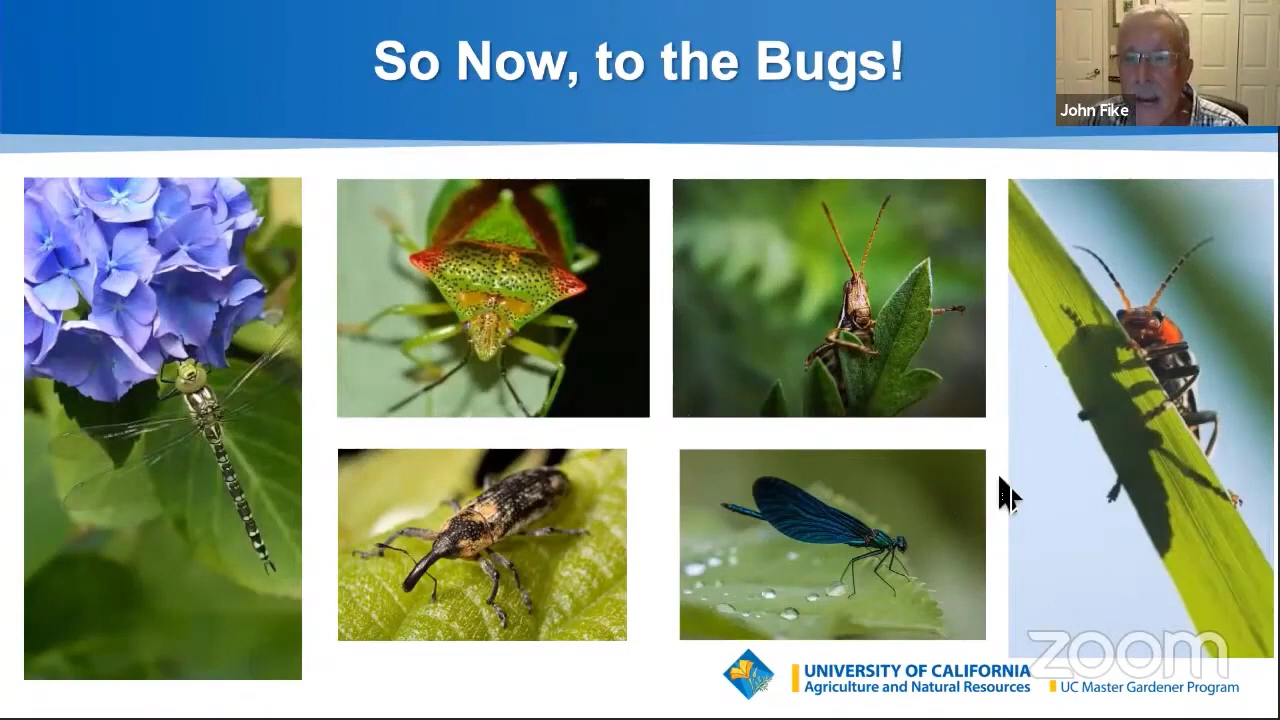 So Now, to the Bugs!
John Fike
zoom
UNIVERSITY OF CALIFORNIA
Agriculture and Natural Resources
UC Master Gardener Program